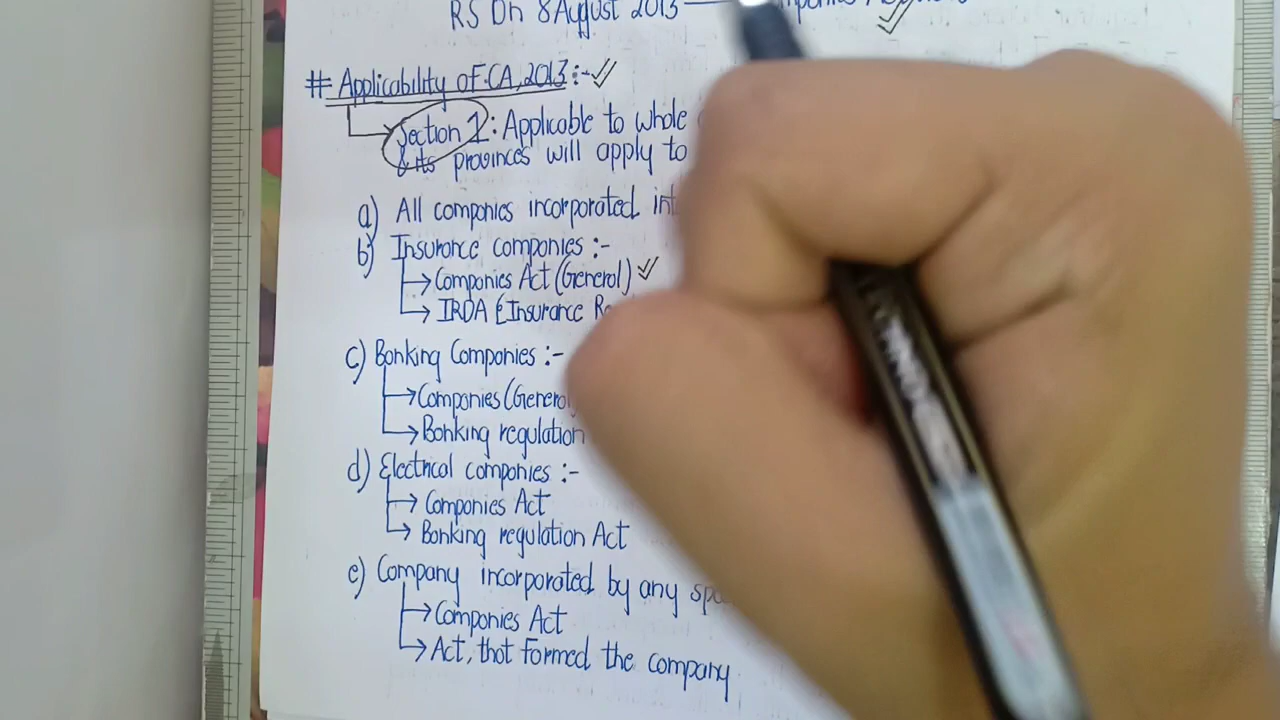 RS On 8 August 2013
# Applicability of CA, 2013 :-
Section 1: Applicable to whole
& its provinces will apply to
a) All companies incorporated
b) Insurance companies :-
Companies Act (General)
IRDA (Insurance
c) Banking Companies :-
Companies (General
Banking regulation
d) Electrical companies :-
Companies Act
Banking regulation Act
e) Company incorporated by any
Companies Act
Act, that formed the company